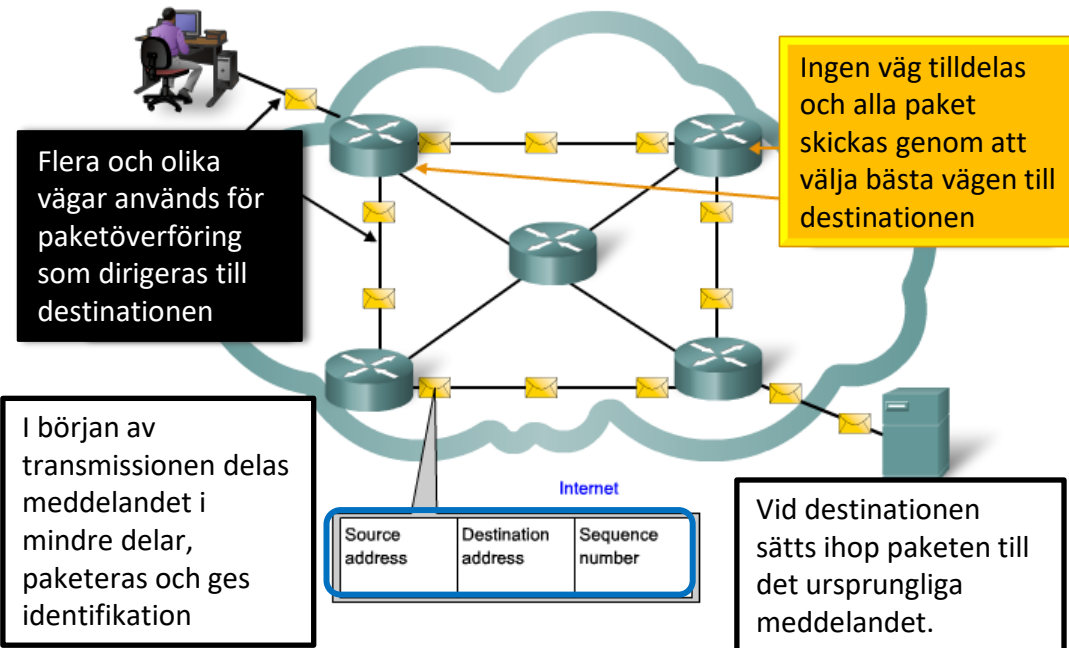 Flera och olika
vägar används för
paketöverföring
som dirigeras till
destinationen
Ingen väg tilldelas
och alla paket
skickas genom att
välja bästa vägen till
destinationen
I början av
transmissionen delas
meddelandet i
mindre delar,
paketeras och ges
identifikation
Internet
Source
address
Destination
address
Sequence
number
Vid destinationen
sätts ihop paketen till
det ursprungliga
meddelandet.